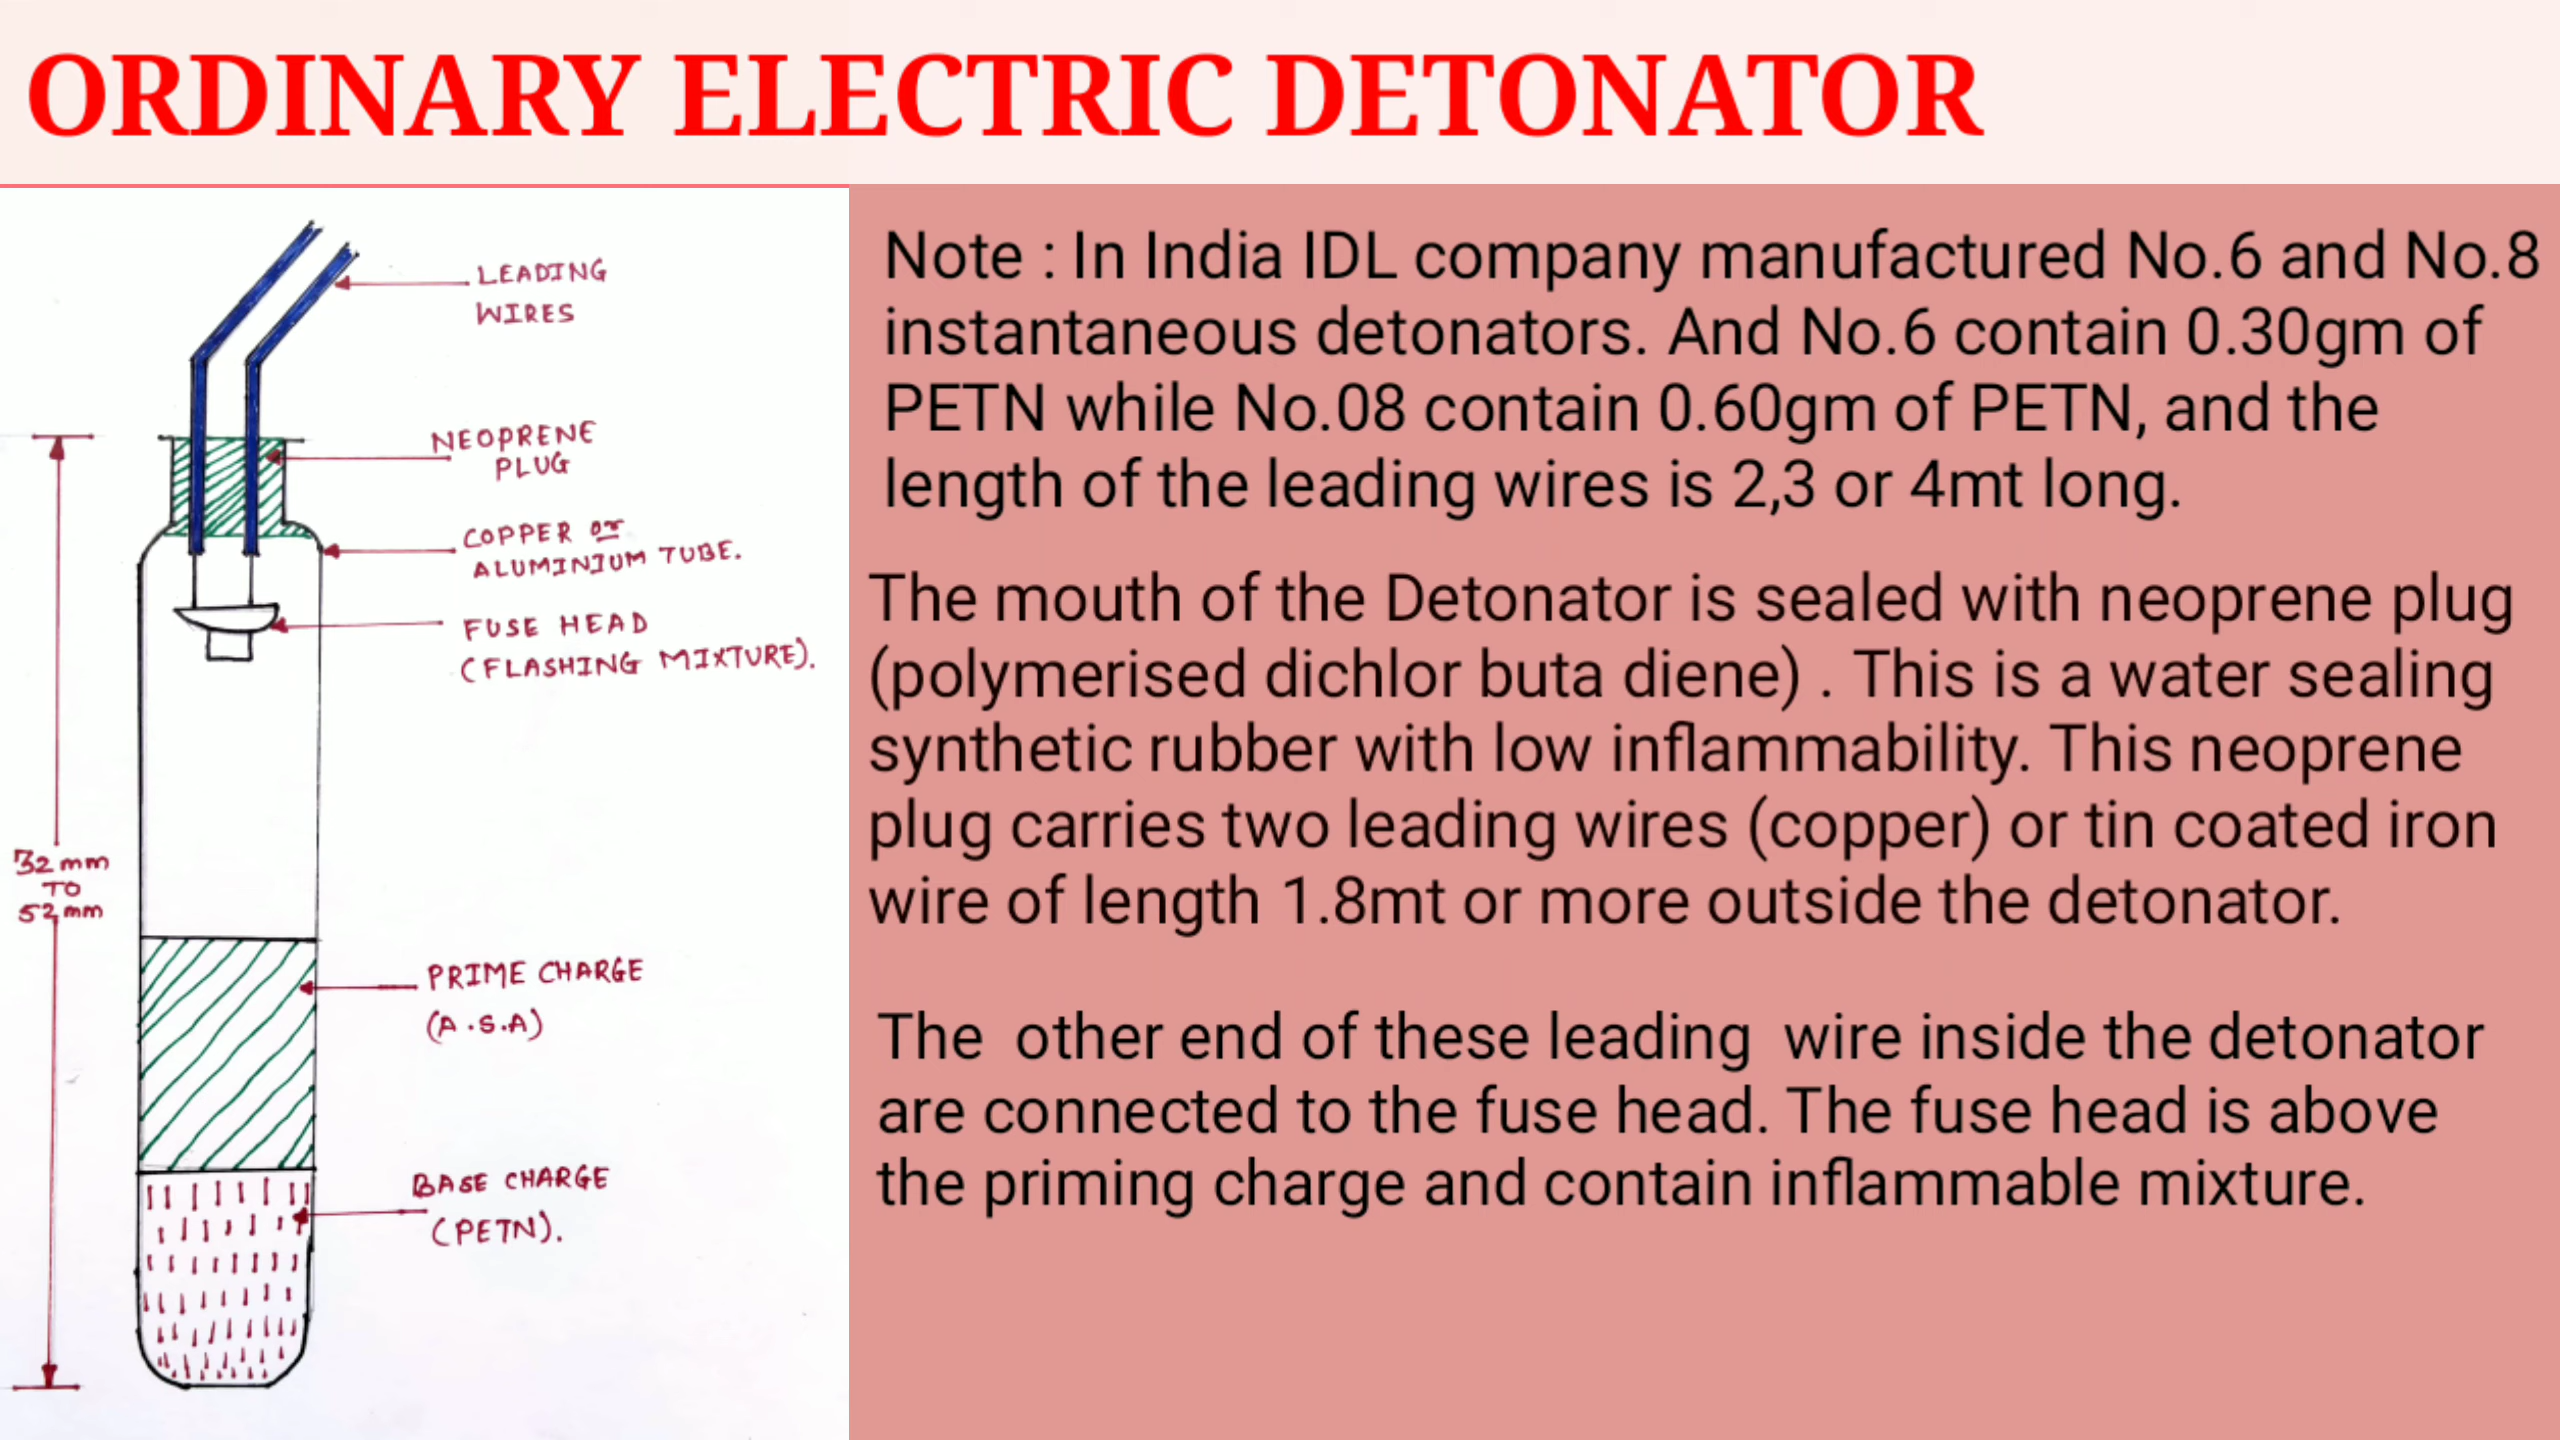 ORDINARY ELECTRIC DETONATOR
LEADING
WIRES
NEOPRENE
PLUG
COPPER or
ALUMINIUM TUBE.
FUSE HEAD
(FLASHING MIXTURE).
32 mm
TO
52 mm
PRIME CHARGE
(A.S.A)
BASE CHARGE
(PETN).
Note : In India IDL company manufactured No.6 and No.8
instantaneous detonators. And No.6 contain 0.30gm of
PETN while No.08 contain 0.60gm of PETN, and the
length of the leading wires is 2,3 or 4mt long.
The mouth of the Detonator is sealed with neoprene plug
(polymerised dichlor buta diene) . This is a water sealing
synthetic rubber with low inflammability. This neoprene
plug carries two leading wires (copper) or tin coated iron
wire of length 1.8mt or more outside the detonator.
The other end of these leading wire inside the detonator
are connected to the fuse head. The fuse head is above
the priming charge and contain inflammable mixture.